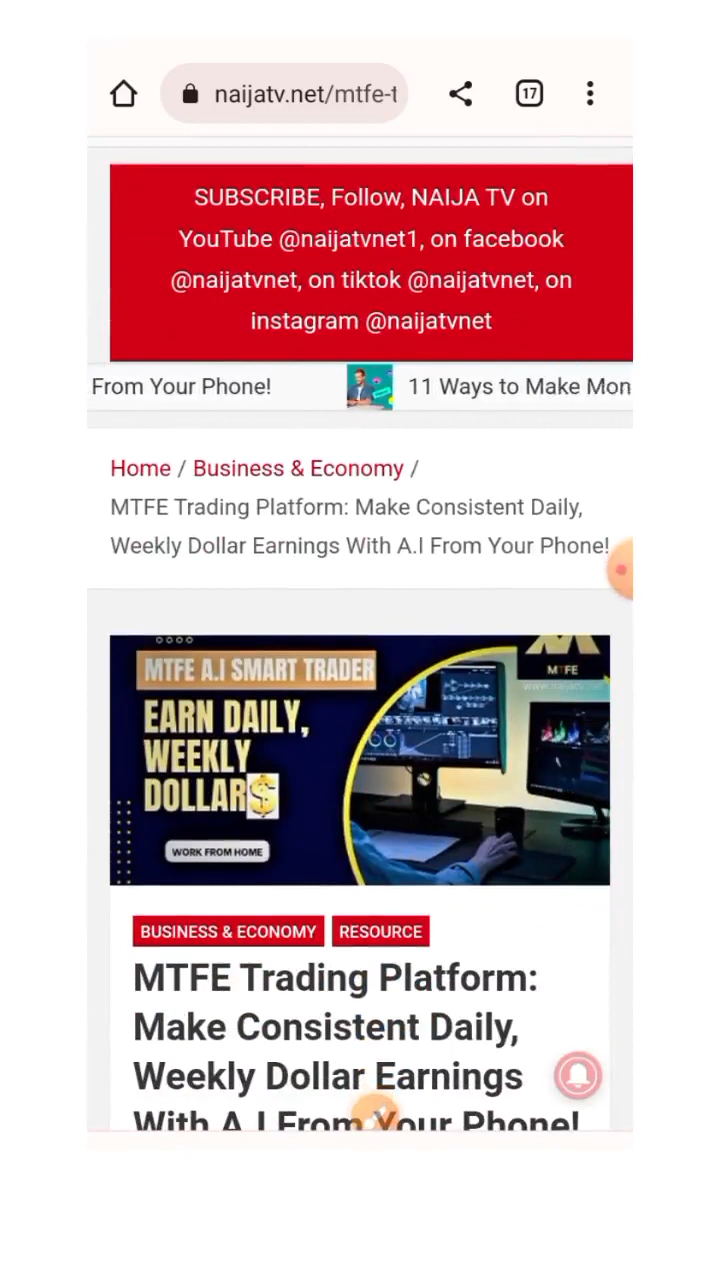 naijatv.net/mtfe-t
17
SUBSCRIBE, Follow, NAIJA TV on
YouTube @naijatvnet1, on facebook
@naijatvnet, on tiktok @naijatvnet, on
instagram @naijatvnet
From Your Phone!
11 Ways to Make Mon
Home / Business & Economy /
MTFE Trading Platform: Make Consistent Daily,
Weekly Dollar Earnings With A.I From Your Phone!
MTFE A.I SMART TRADER
EARN DAILY,
WEEKLY
DOLLAR$
WORK FROM HOME
MTFE
BUSINESS & ECONOMY
RESOURCE
MTFE Trading Platform:
Make Consistent Daily,
Weekly Dollar Earnings
With A.I From Your Phone!